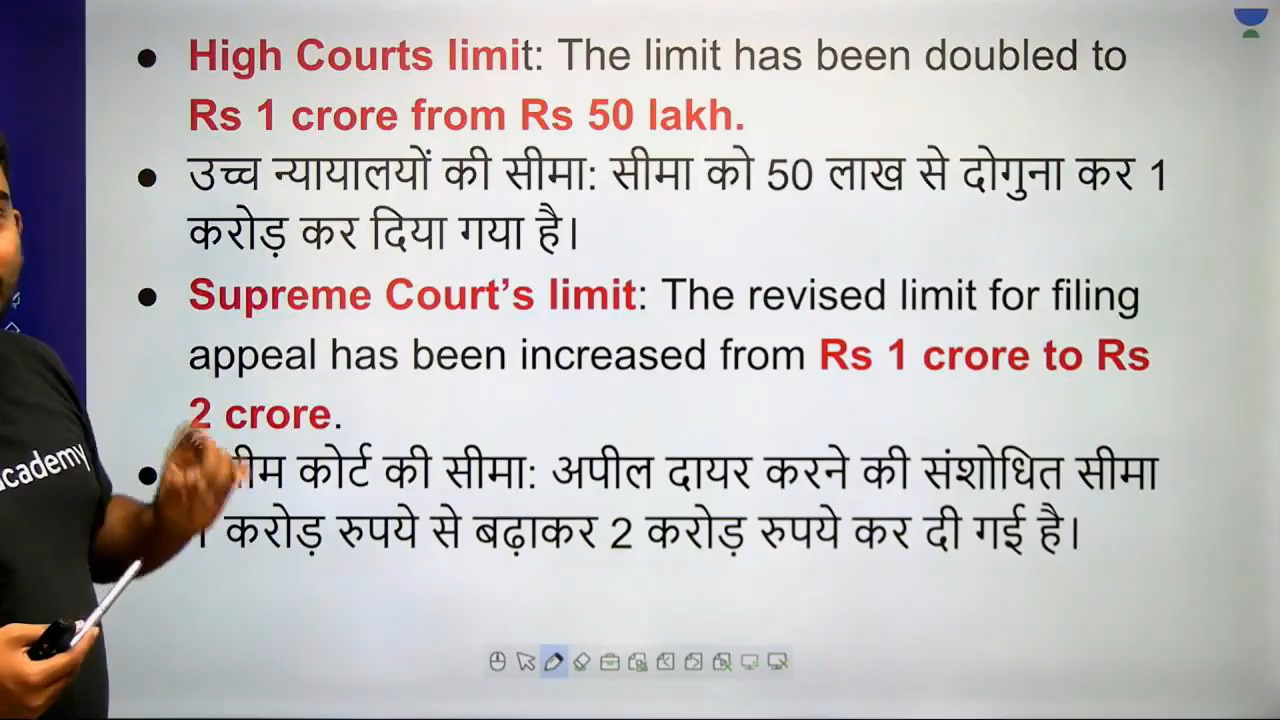 High Courts limit: The limit has been doubled to
Rs 1 crore from Rs 50 lakh.
उच्च न्यायालयों की सीमा: सीमा को 50 लाख से दोगुना कर 1
करोड़ कर दिया गया है।
Supreme Court’s limit: The revised limit for filing
appeal has been increased from Rs 1 crore to Rs
2 crore.
कोर्ट की सीमा: अपील दायर करने की संशोधित सीमा
1 करोड़ रुपये से बढ़ाकर 2 करोड़ रुपये कर दी गई है।